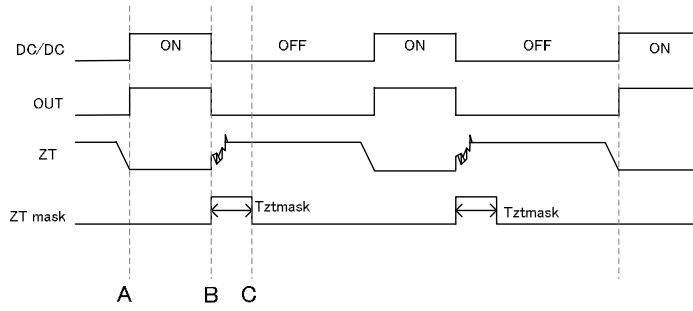 DC/DC ON OFF ON OFF ON
OUT
ZT
ZT mask Tztmask Tztmask
A B C